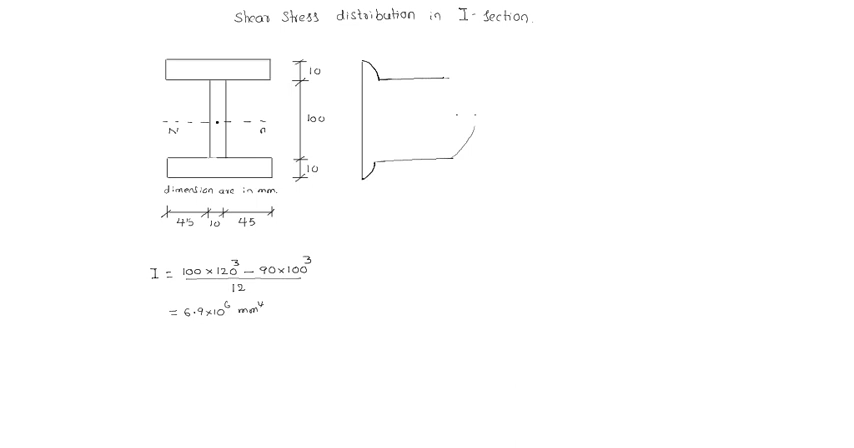 Shear Stress distribution in I-Section.
10
100
N
A
10
dimension are in mm.
45 10 45
I = 100×120³ − 90×100³
12
= 6.9×10⁶ mm⁴